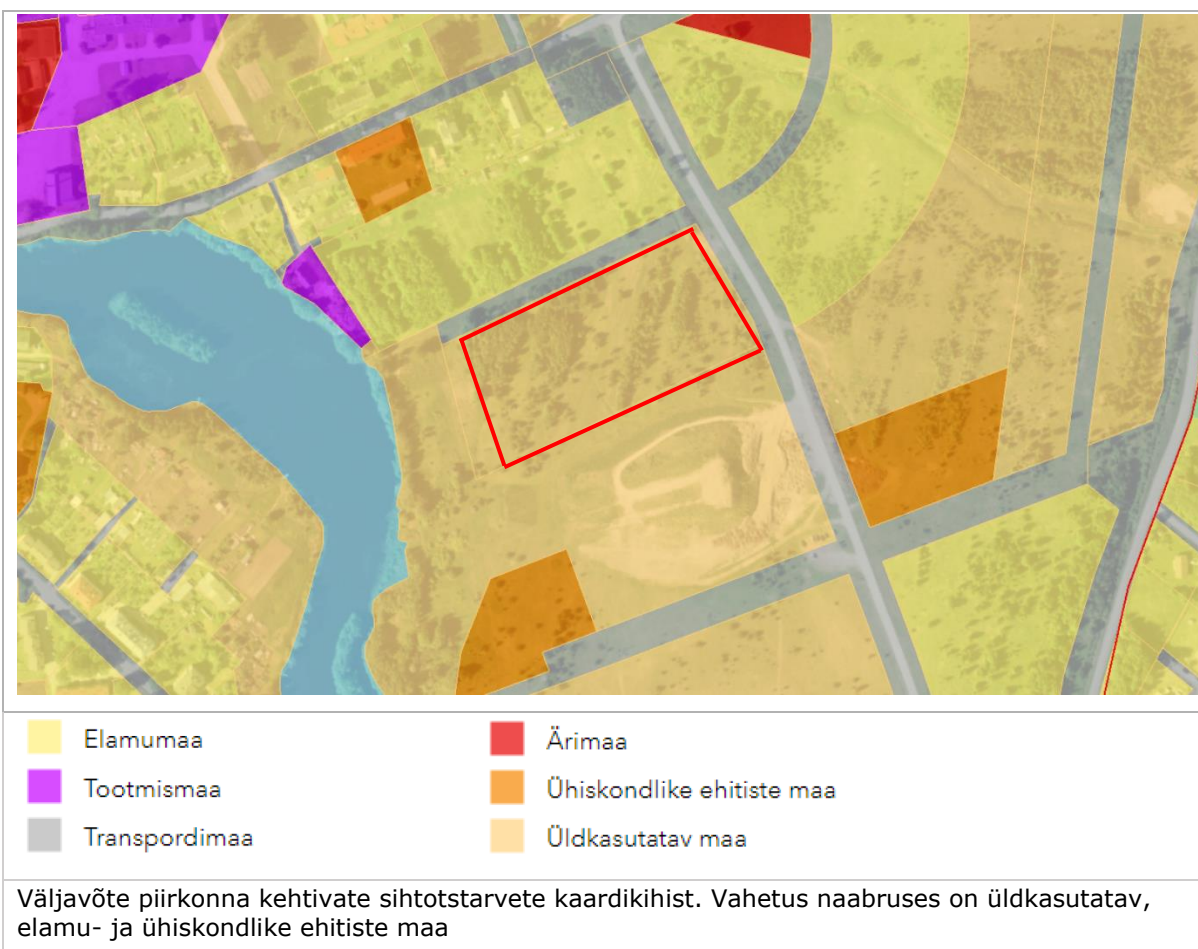 Elamumaa
Ärimaa
Tootmismaa
Ühiskondlike ehitiste maa
Transpordimaa
Üldkasutatav maa
Väljavõte piirkonna kehtivate sihtotstarvete kaardikihist. Vahetus naabruses on üldkasutatav,
elamu- ja ühiskondlike ehitiste maa